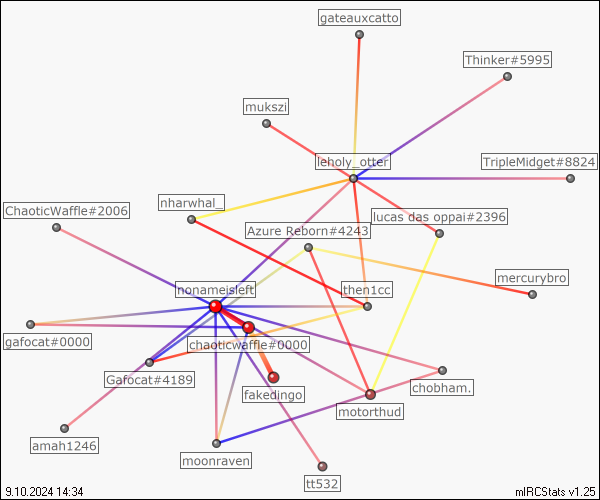 gateauxcatto
Thinker#5995
mukszi
leholy_otter
TripleMidget#8824
nharwhal_
ChaoticWaffle#2006
lucas das oppai#2396
Azure Reborn#4243
mercurybro
nonameisleft
then1cc
gafocat#0000
chaoticwaffle#0000
Gafocat#4189
chobham.
fakedingo
motorthud
amah1246
moonraven
tt532
9.10.2024 14:34
mIRCStats v1.25